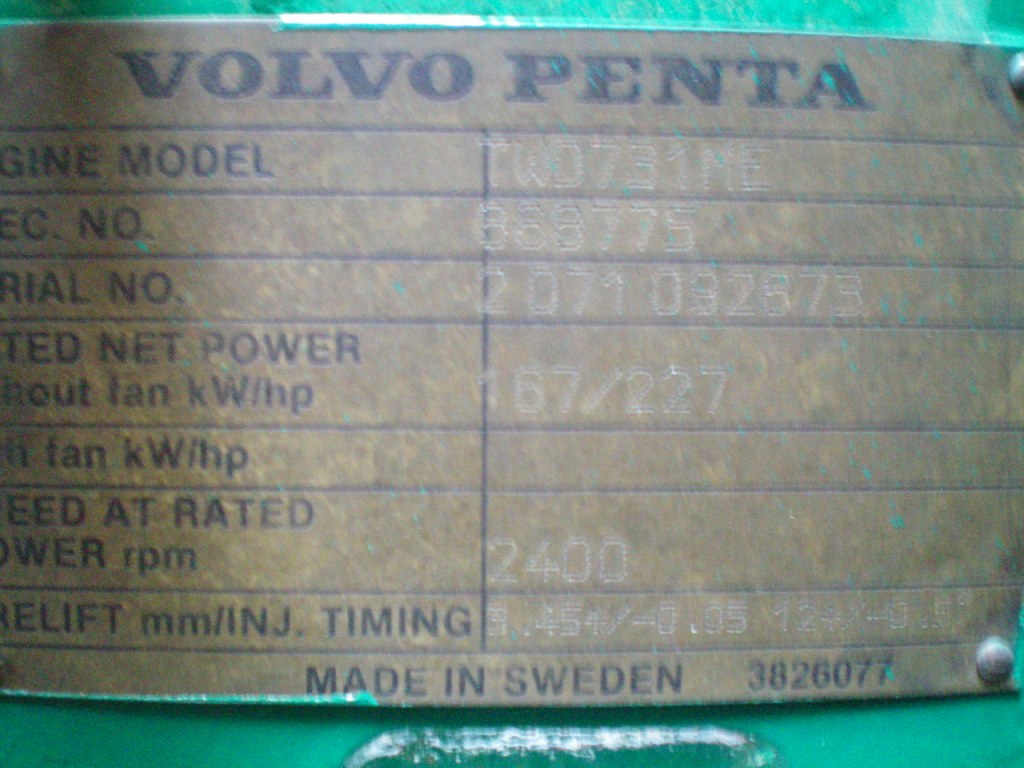 VOLVO PENTA
GINE MODEL TWD731ME
EC. NO. 868775
RIAL NO. 2071092673
TED NET POWER
hout fan kW/hp 167/227
h fan kW/hp
EED AT RATED
OWER rpm 2400
RELIFT mm/INJ. TIMING
MADE IN SWEDEN 3826077